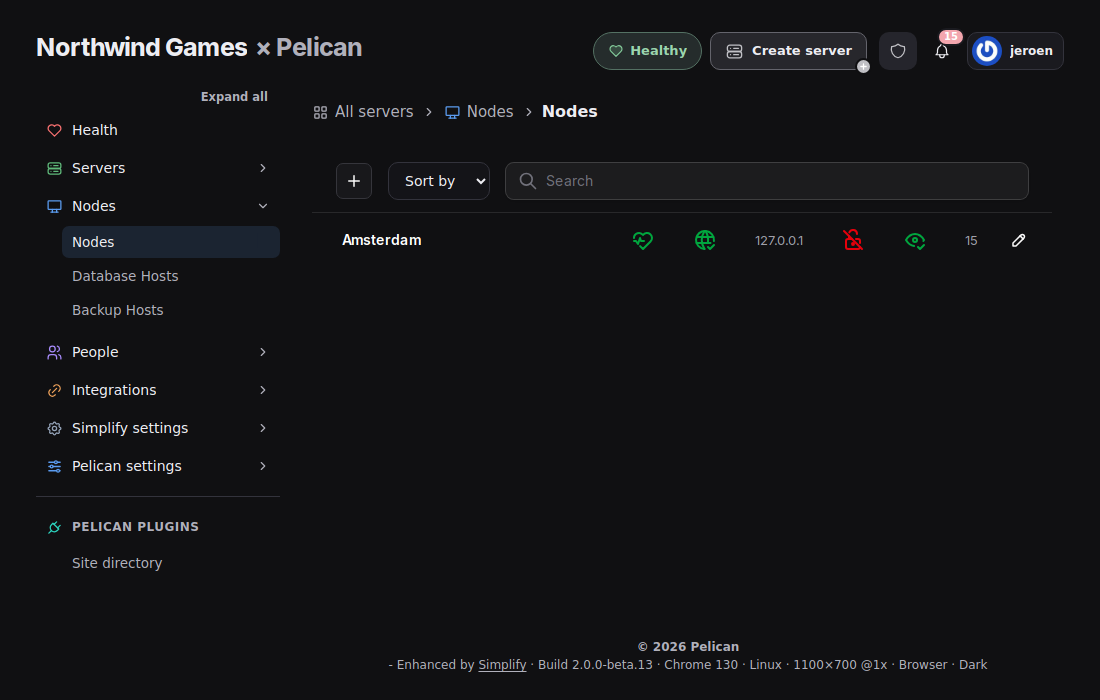 Northwind Games × Pelican
Healthy
Create server
15
jeroen
Expand all
Health
Servers
Nodes
Nodes
Database Hosts
Backup Hosts
People
Integrations
Simplify settings
Pelican settings
PELICAN PLUGINS
Site directory
All servers > Nodes > Nodes
Sort by
Search
Amsterdam 127.0.0.1 15
© 2026 Pelican
- Enhanced by Simplify · Build 2.0.0-beta.13 · Chrome 130 · Linux · 1100×700 @1x · Browser · Dark